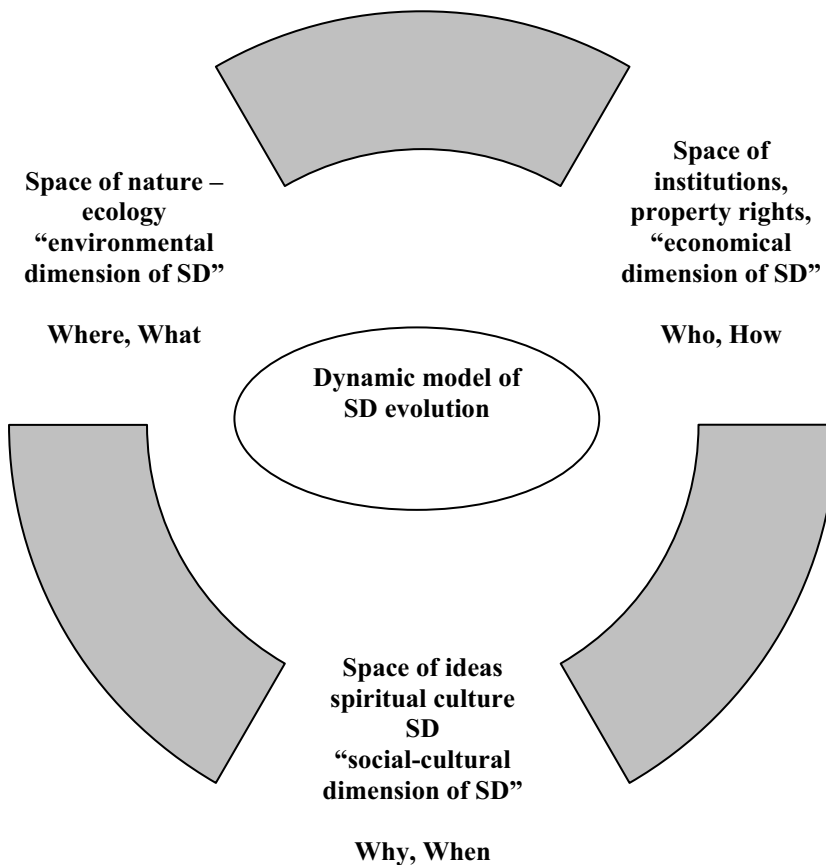 Space of nature –
ecology
“environmental
dimension of SD”
Where, What
Space of
institutions,
property rights,
“economical
dimension of SD”
Who, How
Dynamic model of
SD evolution
Space of ideas
spiritual culture
SD
“social-cultural
dimension of SD”
Why, When